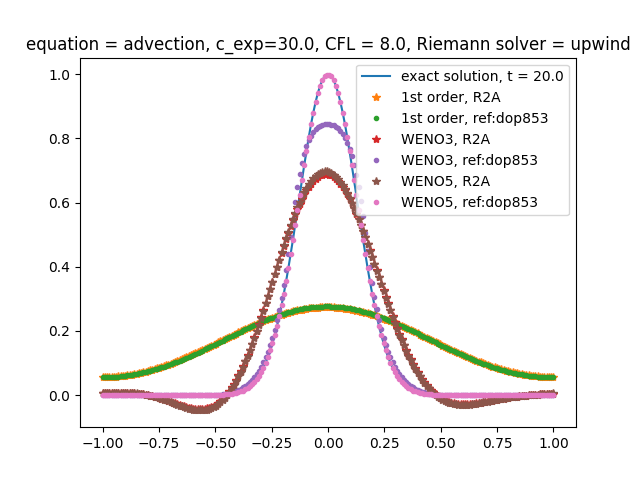 equation = advection, c_exp=30.0, CFL = 8.0, Riemann solver = upwind
exact solution, t = 20.0
1st order, R2A
1st order, ref:dop853
WENO3, R2A
WENO3, ref:dop853
WENO5, R2A
WENO5, ref:dop853
1.0
0.8
0.6
0.4
0.2
0.0
−1.00 −0.75 −0.50 −0.25 0.00 0.25 0.50 0.75 1.00